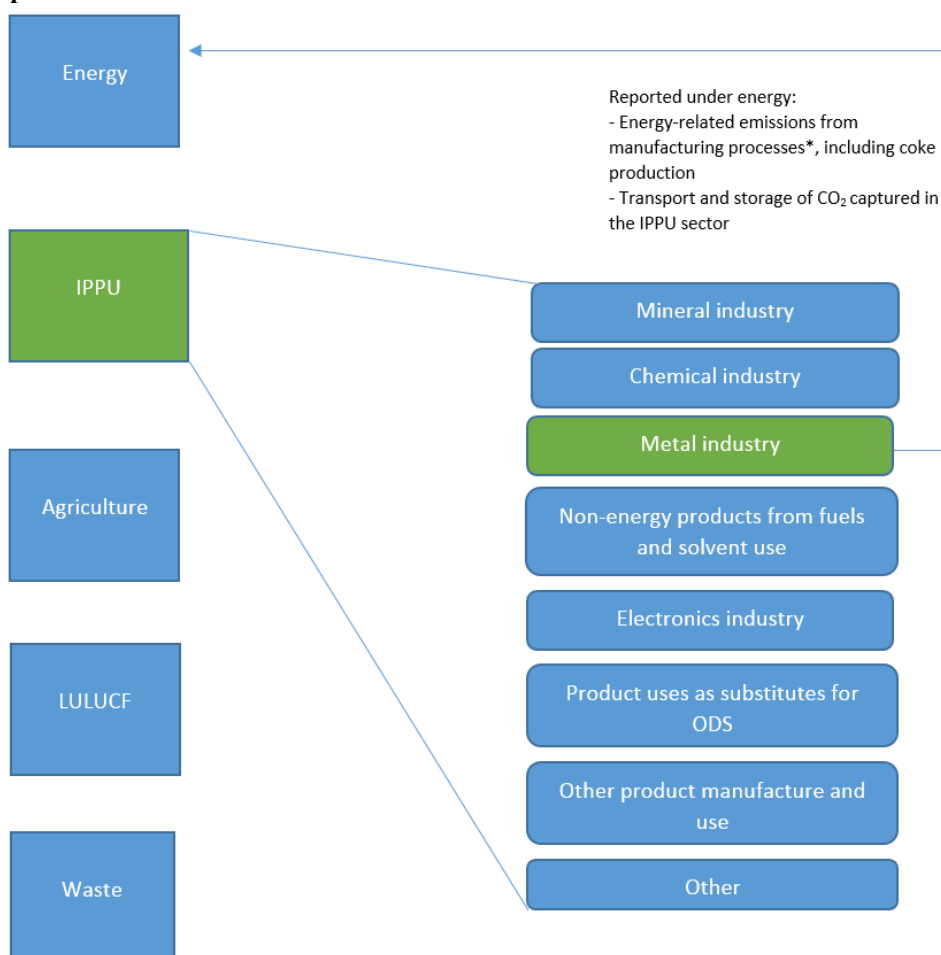 Energy
Reported under energy:
- Energy-related emissions from
manufacturing processes*, including coke
production
- Transport and storage of CO₂ captured in
the IPPU sector
IPPU
Mineral industry
Chemical industry
Metal industry
Non-energy products from fuels
and solvent use
Agriculture
Electronics industry
Product uses as substitutes for
ODS
LULUCF
Other product manufacture and
use
Other
Waste